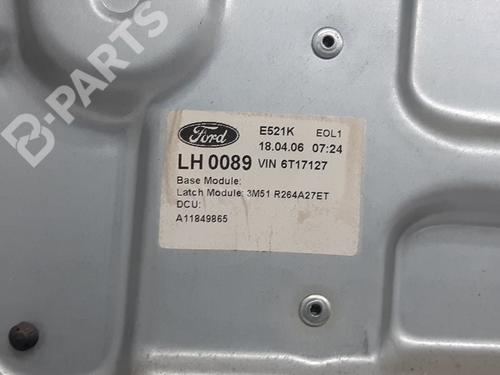 B-PARTS
Ford E521K EOL1
18.04.06 07:24
LH 0089 VIN 6T17127
Base Module:
Latch Module: 3M51 R264A27ET
DCU:
A11849865